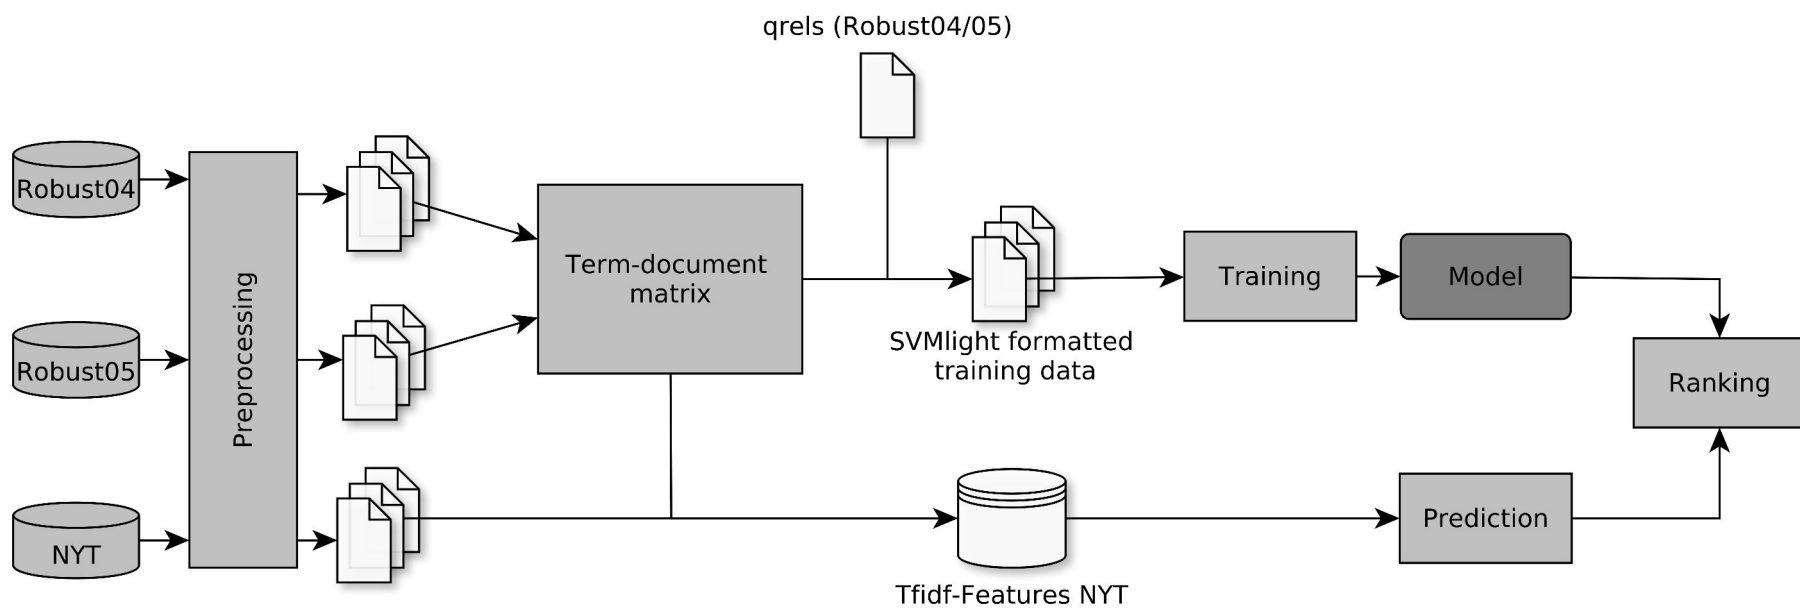 qrels (Robust04/05)
Robust04
Robust05
NYT
Preprocessing
Term-document
matrix
SVMlight formatted
training data
Training
Model
Ranking
Tfidf-Features NYT
Prediction